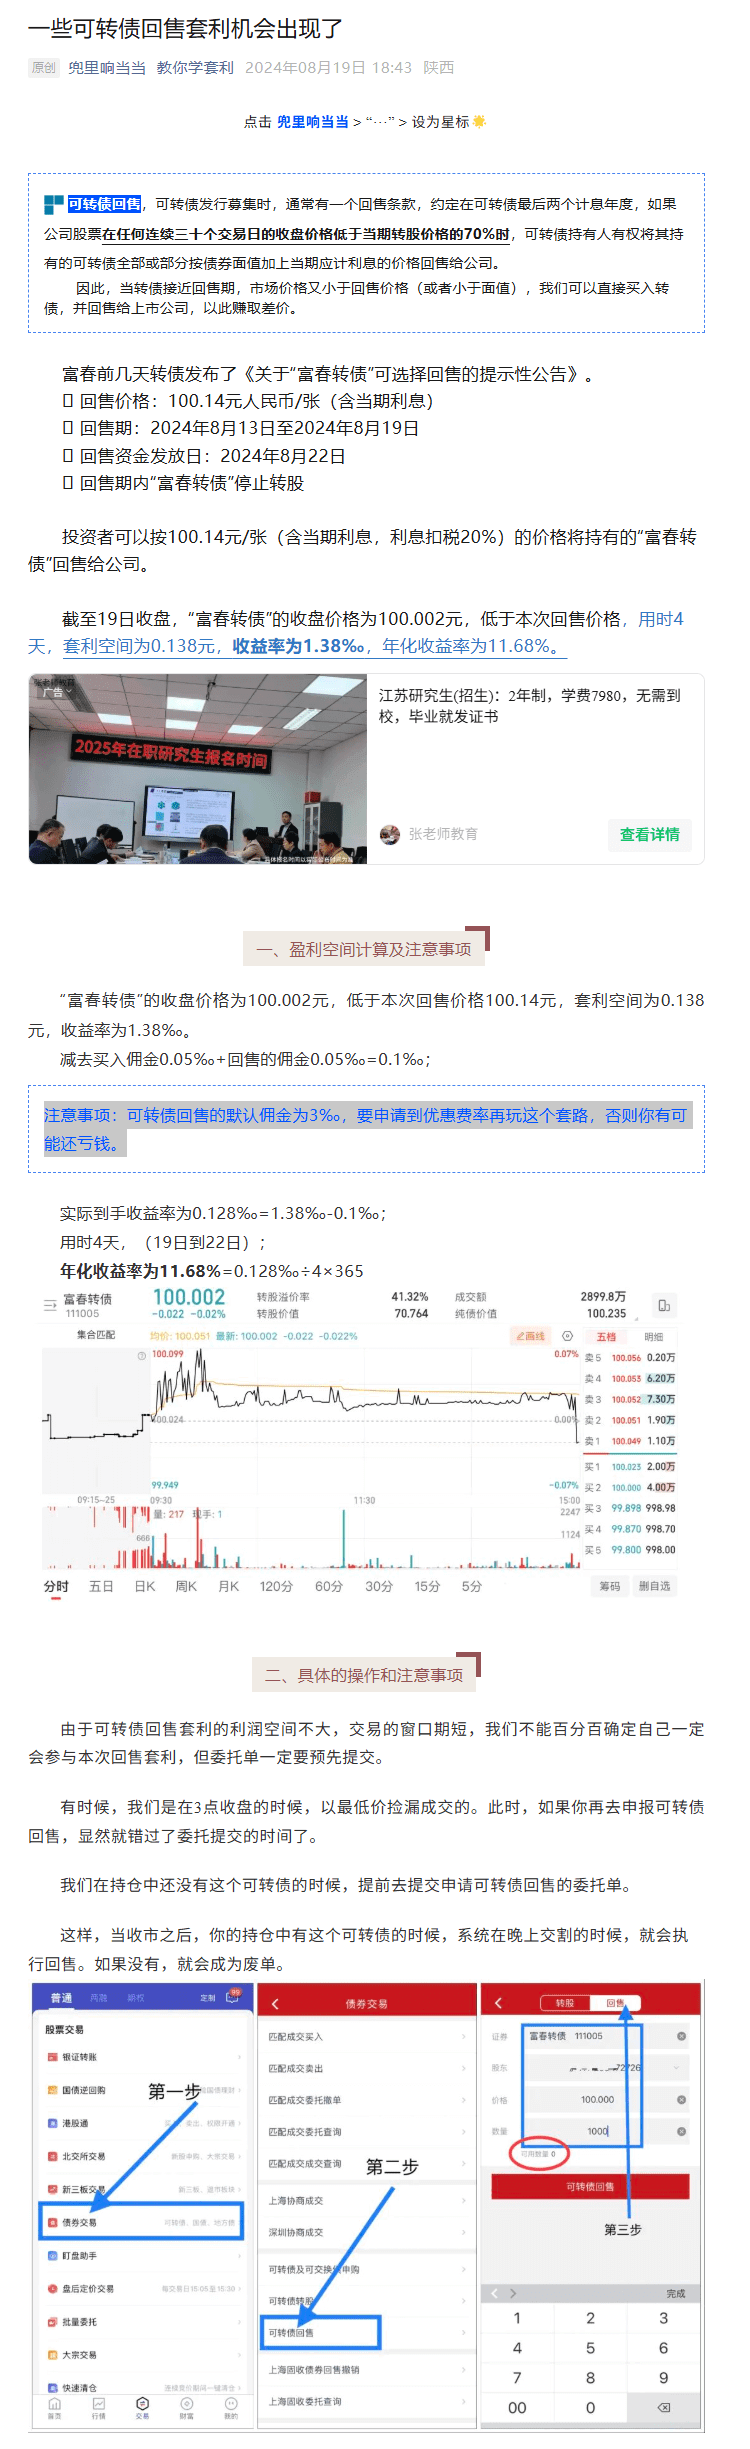 一些可转债回售套利机会出现了
原创 兜里响当当 教你学套利 2024年08月19日 18:43 陕西
点击 兜里响当当 > “···” > 设为星标🌟
可转债回售，可转债发行募集时，通常有一个回售条款，约定在可转债最后两个计息年度，如果
公司股票在任何连续三十个交易日的收盘价格低于当期转股价格的70%时，可转债持有人有权将其持
有的可转债全部或部分按债券面值加上当期应计利息的价格回售给公司。
因此，当转债接近回售期，市场价格又小于回售价格（或者小于面值），我们可以直接买入转
债，并回售给上市公司，以此赚取差价。
富春前几天转债发布了《关于“富春转债”可选择回售的提示性公告》。
回售价格：100.14元人民币/张（含当期利息）
回售期：2024年8月13日至2024年8月19日
回售资金发放日：2024年8月22日
回售期内“富春转债”停止转股
投资者可以按100.14元/张（含当期利息，利息扣税20%）的价格将持有的“富春转
债”回售给公司。
截至19日收盘，“富春转债”的收盘价格为100.002元，低于本次回售价格，用时4
天，套利空间为0.138元，收益率为1.38‰，年化收益率为11.68%。
张老师教育
广告
2025年在职研究生报名时间
江苏研究生(招生)：2年制，学费7980，无需到
校，毕业就发证书
张老师教育
查看详情
一、盈利空间计算及注意事项
“富春转债”的收盘价格为100.002元，低于本次回售价格100.14元，套利空间为0.138
元，收益率为1.38‰。
减去买入佣金0.05‰+回售的佣金0.05‰=0.1‰；
注意事项：可转债回售的默认佣金为3‰，要申请到优惠费率再玩这个套路，否则你有可
能还亏钱。
实际到手收益率为0.128‰=1.38‰-0.1‰；
用时4天，（19日到22日）；
年化收益率为11.68%=0.128‰÷4×365
富春转债 100.002 转股溢价率 41.32% 成交额 2899.8万
111005 -0.022 -0.02% 转股价值 70.764 纯债价值 100.235
集合匹配 均价: 100.051 最新: 100.002 -0.022 -0.022% 画线 五档 明细
100.099 0.07% 卖5 100.056 0.20万
卖4 100.053 6.20万
卖3 100.052 7.30万
100.024 0.00% 卖2 100.051 1.90万
卖1 100.049 1.10万
买1 100.023 2.00万
99.949 -0.07% 买2 100.000 4.00万
09:15-25 09:30 11:30 15:00
量: 217 现手: 1 2247 买3 99.898 998.98
666 1124 买4 99.870 998.70
买5 99.800 998.00
分时 五日 日K 周K 月K 120分 60分 30分 15分 5分 筹码 删自选
二、具体的操作和注意事项
由于可转债回售套利的利润空间不大，交易的窗口期短，我们不能百分百确定自己一定
会参与本次回售套利，但委托单一定要预先提交。
有时候，我们是在3点收盘的时候，以最低价捡漏成交的。此时，如果你再去申报可转债
回售，显然就错过了委托提交的时间了。
我们在持仓中还没有这个可转债的时候，提前去提交申请可转债回售的委托单。
这样，当收市之后，你的持仓中有这个可转债的时候，系统在晚上交割的时候，就会执
行回售。如果没有，就会成为废单。
普通 两融 期权 定制 99
股票交易
银证转账
国债逆回购
第一步
港股通
北交所交易 新股申购、大宗交易
新三板交易 新三板、退市板块
债券交易 可转债、国债、地方债
盯盘助手
盘后定价交易 每交易日15:05至15:30
批量委托
大宗交易
快速清仓 连续竞价期间一键清仓
首页 行情 交易 财富 我的
债券交易
匹配成交买入
匹配成交卖出
匹配成交委托撤单
匹配成交委托查询
匹配成交成交查询
第二步
上海协商成交
深圳协商成交
可转债及可交换债申购
可转债转股
可转债回售
上海固收债券回售撤销
上海固收委托查询
转股 回售
证券 富春转债 111005
股东 72726
价格 100.000
数量 1000
可用数量 0
可转债回售
第三步
完成
1 2 3
4 5 6
7 8 9
00 0